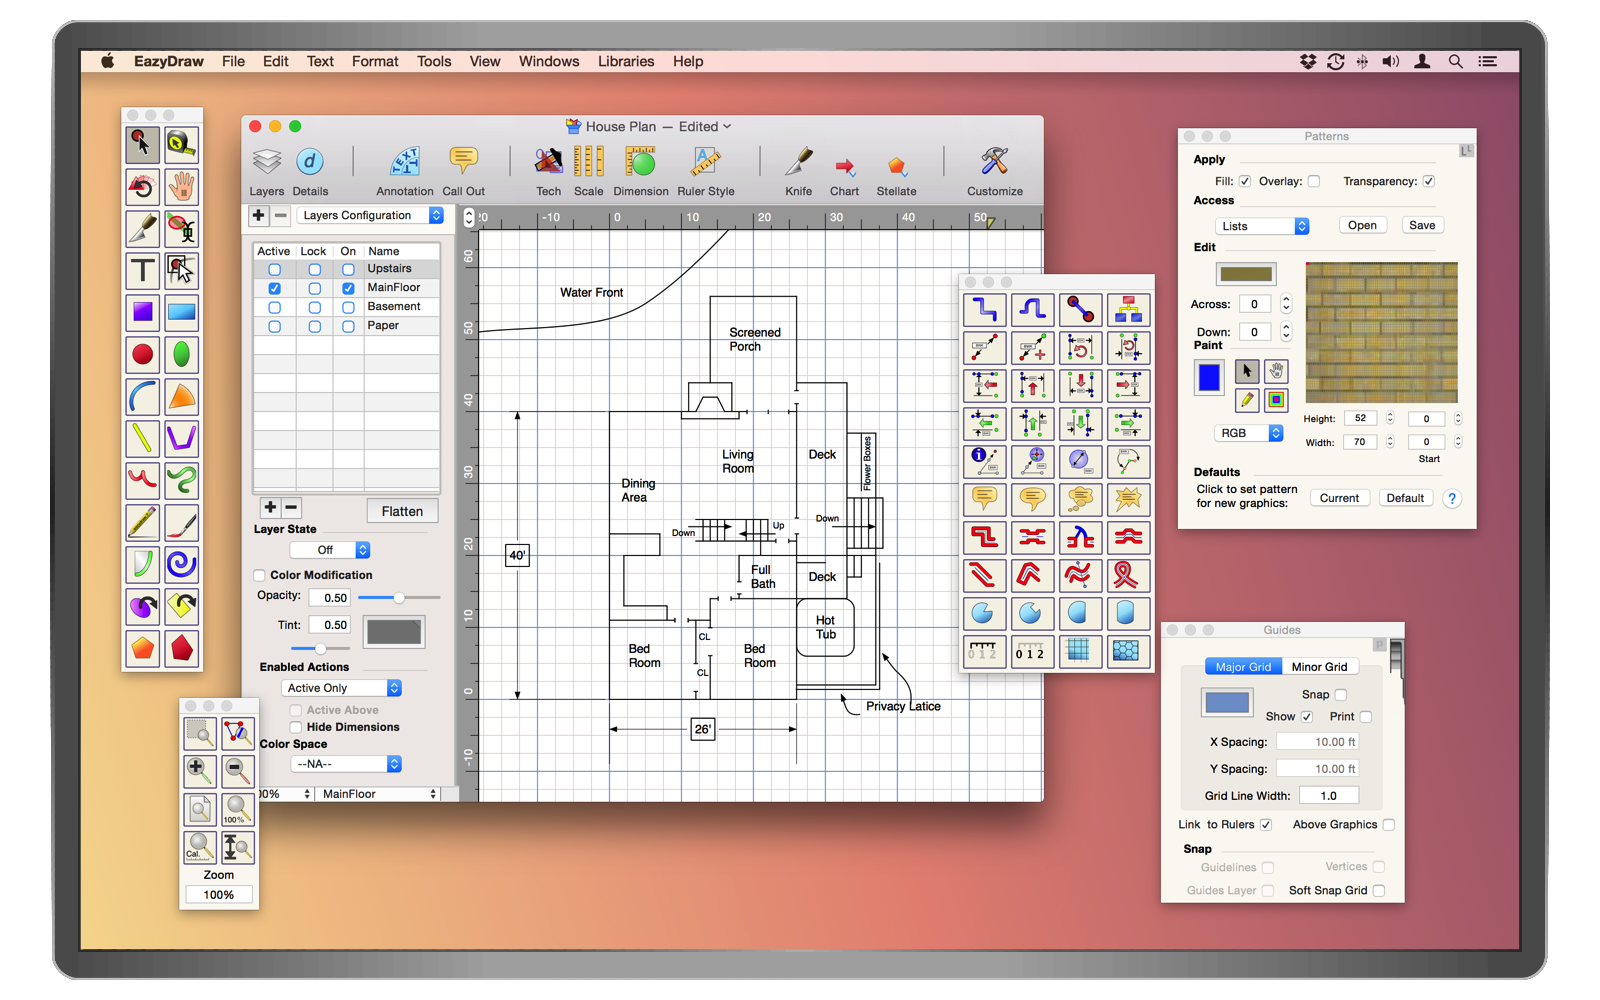 EazyDraw File Edit Text Format Tools View Windows Libraries Help
House Plan — Edited
Layers Details Annotation Call Out Tech Scale Dimension Ruler Style Knife Chart Stellate Customize
Layers Configuration
Active Lock On Name
Upstairs
MainFloor
Basement
Paper
Flatten
Layer State
Off
Color Modification
Opacity: 0.50
Tint: 0.50
Enabled Actions
Active Only
Active Above
Hide Dimensions
Color Space
--NA--
MainFloor
-10 0 10 20 30 40 50
60
50
40
30
20
10
0
-10
Water Front
Screened
Porch
Living
Room
Deck
Flower Boxes
Dining
Area
Down
Up
Down
40'
Full
Bath
Deck
Hot
Tub
CL
Bed
Room
Bed
Room
CL
Privacy Latice
26'
T
100%
Cal.
Zoom
100%
0 1 2
0 1 2
Patterns
Apply
Fill: Overlay: Transparency:
Access
Lists Open Save
Edit
Across: 0
Down: 0
Paint
RGB
Height: 52 0
Width: 70 0
Start
Defaults
Click to set pattern
for new graphics:
Current Default ?
Guides
P
Major Grid Minor Grid
Snap
Show Print
X Spacing: 10.00 ft
Y Spacing: 10.00 ft
Grid Line Width: 1.0
Link to Rulers Above Graphics
Snap
Guidelines Vertices
Guides Layer Soft Snap Grid